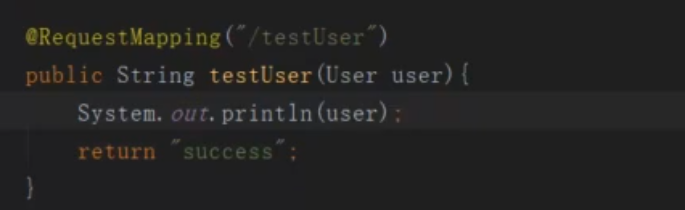 @RequestMapping("/testUser")
public String testUser(User user){
System.out.println(user);
return "success";
}